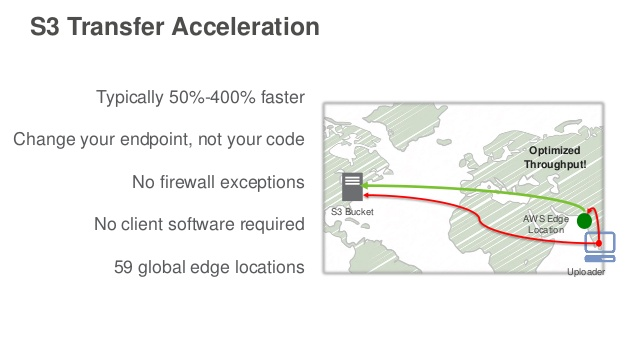 S3 Transfer Acceleration
Typically 50%-400% faster
Change your endpoint, not your code
No firewall exceptions
No client software required
59 global edge locations
Optimized
Throughput!
S3 Bucket
AWS Edge
Location
Uploader